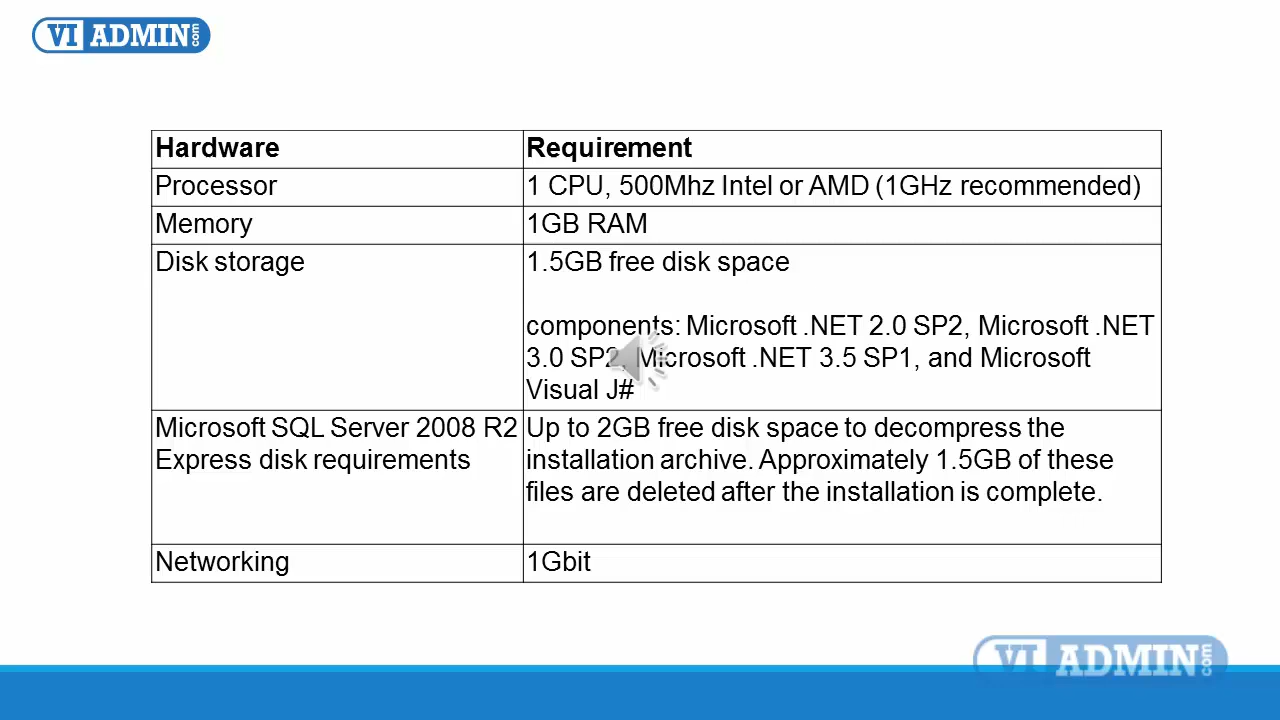 VI ADMIN.com
Hardware Requirement
Processor 1 CPU, 500Mhz Intel or AMD (1GHz recommended)
Memory 1GB RAM
Disk storage 1.5GB free disk space
components: Microsoft .NET 2.0 SP2, Microsoft .NET
3.0 SP2, Microsoft .NET 3.5 SP1, and Microsoft
Visual J#
Microsoft SQL Server 2008 R2 Up to 2GB free disk space to decompress the
Express disk requirements installation archive. Approximately 1.5GB of these
files are deleted after the installation is complete.
Networking 1Gbit
VI ADMIN.com